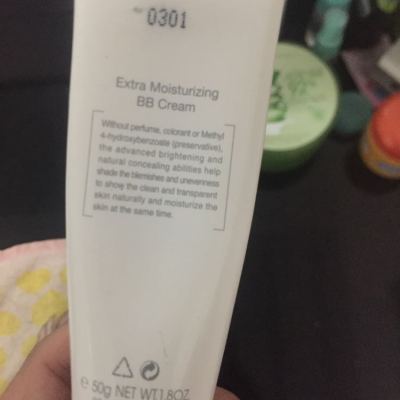 0301
Extra Moisturizing
BB Cream
Without perfume, colorant or Methyl
4-hydroxybenzoate (preservative),
the advanced brightening and
natural concealing abilities help
shade the blemishes and unevenness
to show the clean and transparent
skin naturally and moisturize the
skin at the same time.
e 50g NET WT.1.8OZ